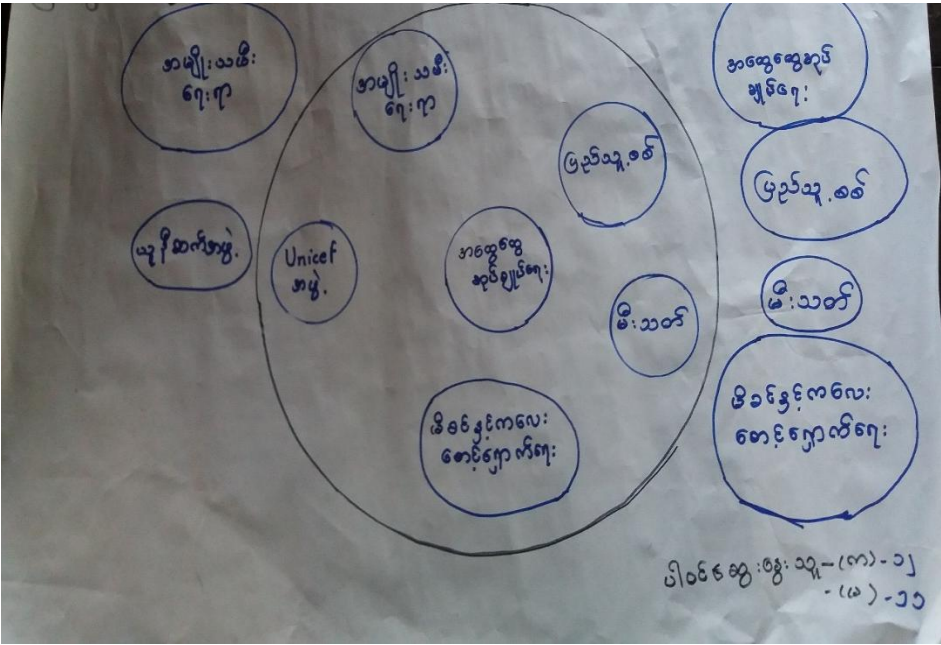 အမျိုးသမီး
ရေးရာ
အမျိုးသမီး
ရေးရာ
အထွေထွေအုပ်
ချုပ်ရေး
ပြည်သူ့စစ်
ပြည်သူ့စစ်
ယူနီဆက်အဖွဲ့
Unicef
အဖွဲ့
အထွေထွေ
အုပ်ချုပ်ရေး
မီးသတ်
မီးသတ်
မိခင်နှင့်ကလေး
စောင့်ရှောက်ရေး
မိခင်နှင့်ကလေး
စောင့်ရှောက်ရေး
ပါဝင်ဆွေးနွေးသူ-(ကျ)-၁၂
-(မ)-၁၁